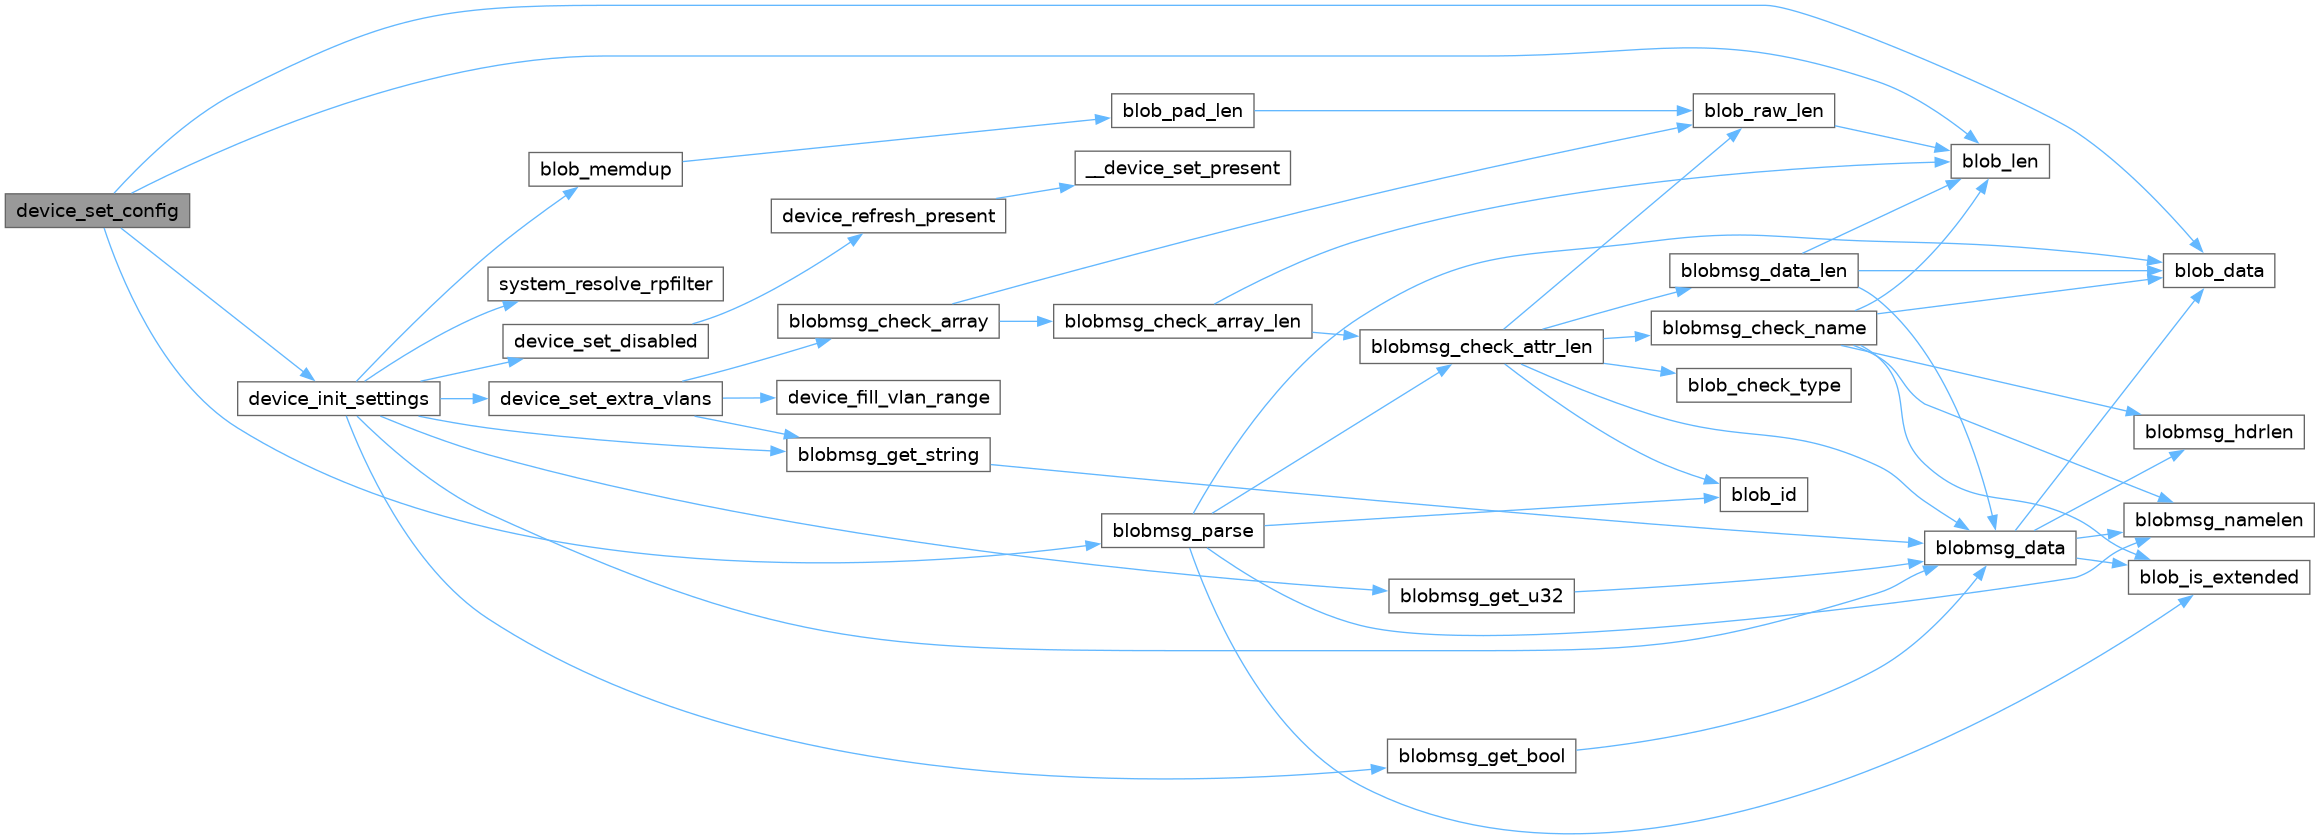 device_set_config
device_init_settings
blob_memdup
system_resolve_rpfilter
device_set_disabled
device_set_extra_vlans
device_refresh_present
blobmsg_check_array
device_fill_vlan_range
blobmsg_get_string
blob_pad_len
__device_set_present
blobmsg_check_array_len
blobmsg_parse
blobmsg_check_attr_len
blobmsg_get_u32
blobmsg_get_bool
blob_raw_len
blobmsg_data_len
blobmsg_check_name
blob_check_type
blob_id
blob_len
blobmsg_data
blob_data
blobmsg_hdrlen
blobmsg_namelen
blob_is_extended